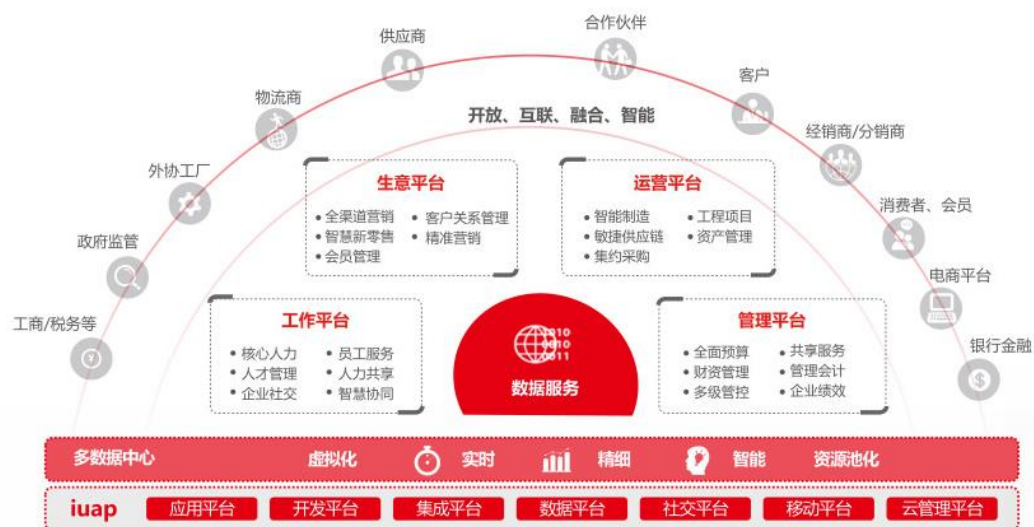 合作伙伴
供应商
客户
物流商
开放、互联、融合、智能
经销商/分销商
外协工厂
生意平台
• 全渠道营销 • 客户关系管理
• 智慧新零售 • 精准营销
• 会员管理
运营平台
• 智能制造 • 工程项目
• 敏捷供应链 • 资产管理
• 集约采购
消费者、会员
政府监管
电商平台
工商/税务等
工作平台
• 核心人力 • 员工服务
• 人才管理 • 人力共享
• 企业社交 • 智慧协同
1010
0010
0011
数据服务
管理平台
• 全面预算 • 共享服务
• 财资管理 • 管理会计
• 多级管控 • 企业绩效
银行金融
¥
$
多数据中心 虚拟化 实时 精细 智能 资源池化
iuap 应用平台 开发平台 集成平台 数据平台 社交平台 移动平台 云管理平台